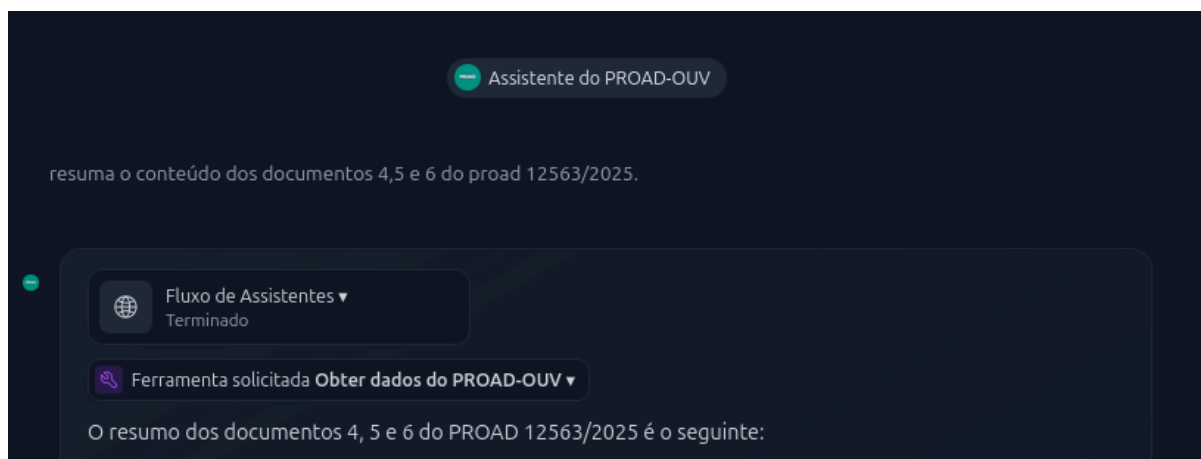 Assistente do PROAD-OUV
resuma o conteúdo dos documentos 4,5 e 6 do proad 12563/2025.
Fluxo de Assistentes ▾
Terminado
Ferramenta solicitada Obter dados do PROAD-OUV ▾
O resumo dos documentos 4, 5 e 6 do PROAD 12563/2025 é o seguinte: